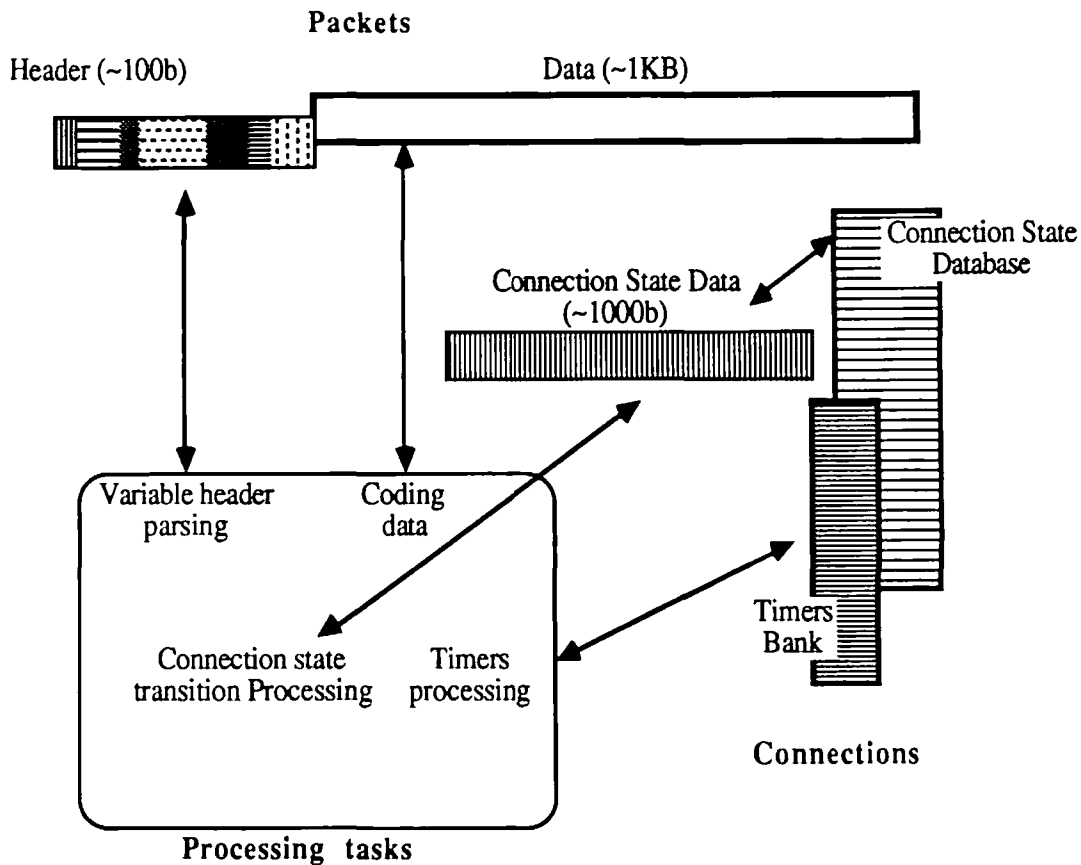 Packets
Header (~100b)
Data (~1KB)
Connection State
Database
Connection State Data
(~1000b)
Variable header
parsing
Coding
data
Timers
Bank
Connection state
transition Processing
Timers
processing
Connections
Processing tasks